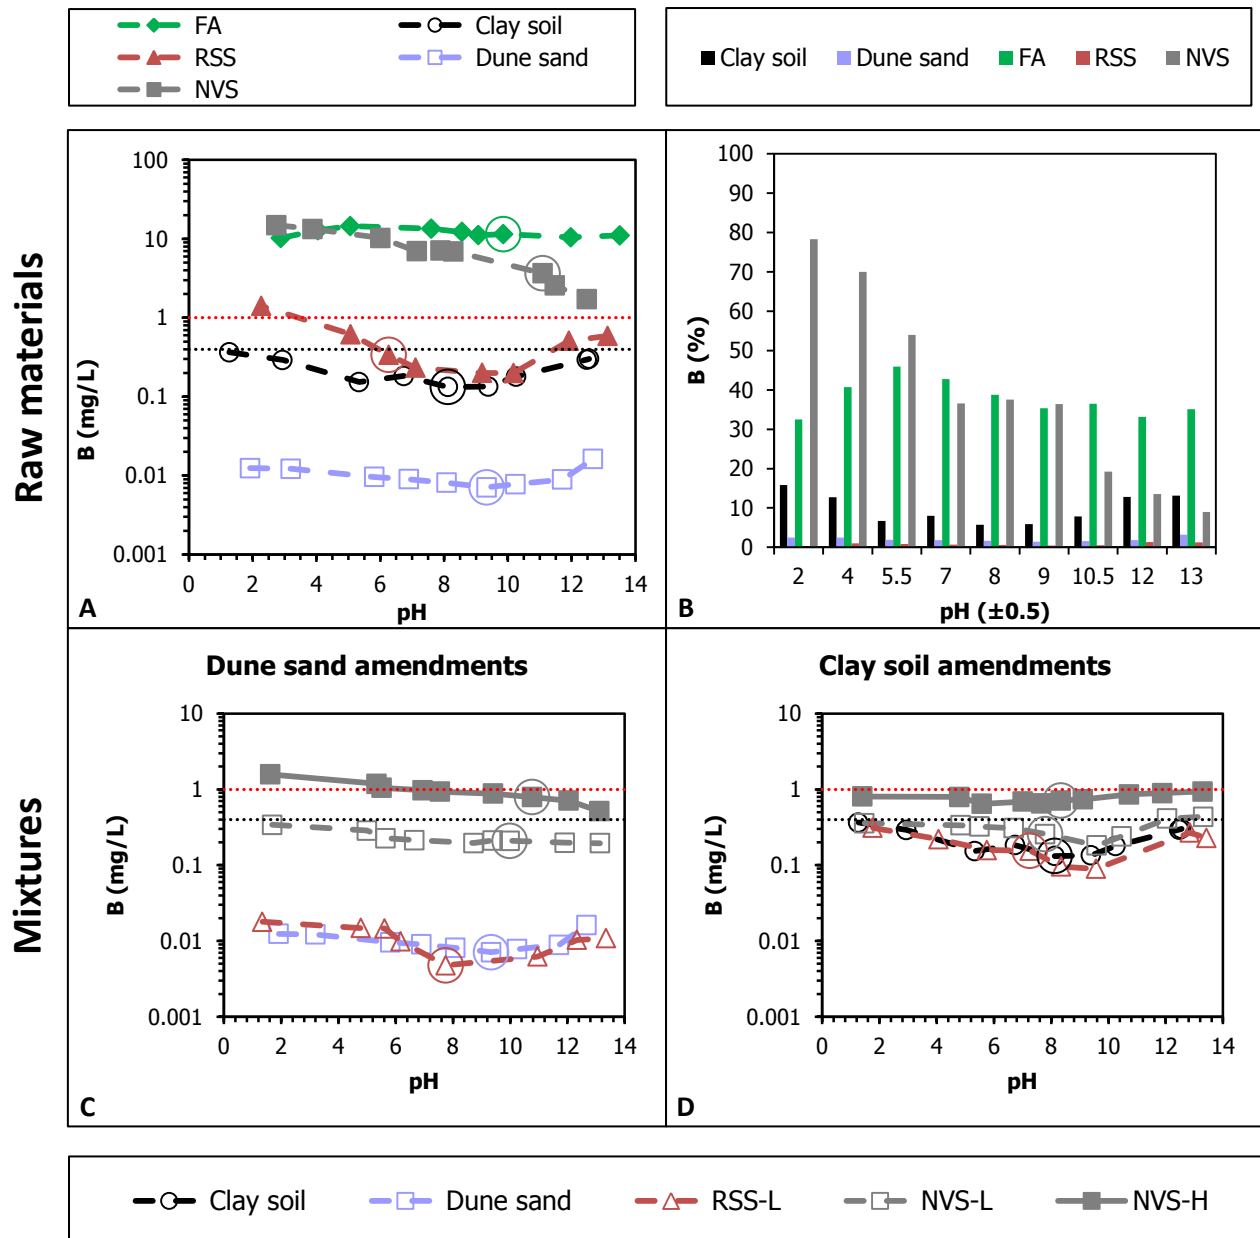 FA
Clay soil
RSS
Dune sand
NVS
Clay soil Dune sand FA RSS NVS
Raw materials
100
10
1
0.1
0.01
0.001
B (mg/L)
0 2 4 6 8 10 12 14
pH
A
100
90
80
70
60
50
40
30
20
10
0
B (%)
2 4 5.5 7 8 9 10.5 12 13
pH (±0.5)
B
Mixtures
Dune sand amendments
10
1
0.1
0.01
0.001
B (mg/L)
0 2 4 6 8 10 12 14
pH
C
Clay soil amendments
10
1
0.1
0.01
0.001
B (mg/L)
0 2 4 6 8 10 12 14
pH
D
Clay soil Dune sand RSS-L NVS-L NVS-H